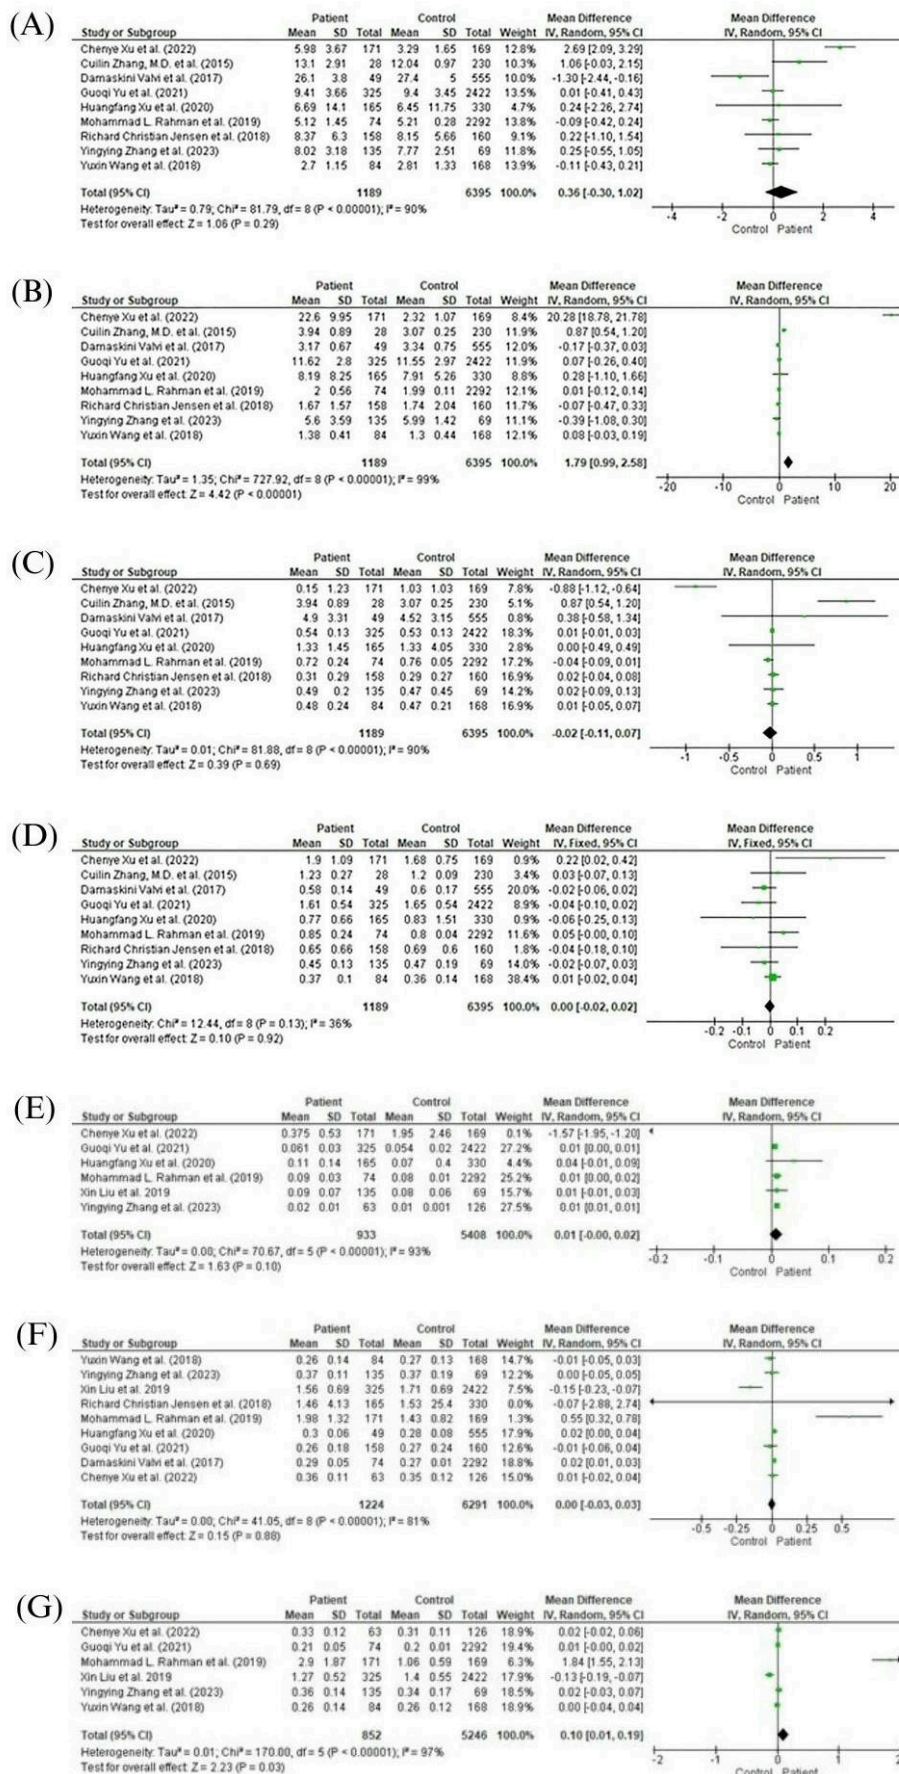 (A)
Patient Control Mean Difference Mean Difference
Study or Subgroup Mean SD Total Mean SD Total Weight IV, Random, 95% CI IV, Random, 95% CI
Chenye Xu et al. (2022) 5.98 3.67 171 3.29 1.65 169 12.8% 2.69 [2.09, 3.29]
Cuilin Zhang, M.D. et al. (2015) 13.1 2.91 28 12.04 0.97 230 10.3% 1.06 [-0.03, 2.15]
Damaskini Valvi et al. (2017) 26.1 3.8 49 27.4 5 555 10.1% -1.30 [-2.44, -0.16]
Guoqi Yu et al. (2021) 9.41 3.66 325 9.4 3.45 2422 13.5% 0.01 [-0.41, 0.43]
Huangfang Xu et al. (2020) 6.69 14.1 165 6.45 11.75 330 4.7% 0.24 [-2.26, 2.74]
Mohammad L. Rahman et al. (2019) 5.12 1.45 74 5.21 0.28 2292 13.7% -0.09 [-0.42, 0.24]
Richard Christian Jensen et al. (2018) 8.37 6.3 158 8.15 5.66 160 9.1% 0.22 [-1.10, 1.54]
Yingying Zhang et al. (2023) 8.02 3.18 135 7.77 2.51 69 11.9% 0.25 [-0.55, 1.05]
Yuxin Wang et al. (2018) 2.7 1.15 84 2.81 1.33 168 13.9% -0.11 [-0.43, 0.21]
Total (95% CI) 1189 6395 100.0% 0.36 [-0.30, 1.02]
Heterogeneity: Tau² = 0.79; Chi² = 81.79, df = 8 (P < 0.00001); I² = 90%
Test for overall effect: Z = 1.06 (P = 0.29)
-4 -2 0 2 4
Control Patient
(B)
Patient Control Mean Difference Mean Difference
Study or Subgroup Mean SD Total Mean SD Total Weight IV, Random, 95% CI IV, Random, 95% CI
Chenye Xu et al. (2022) 22.6 9.95 171 2.32 1.07 169 8.4% 20.28 [18.78, 21.78]
Cuilin Zhang, M.D. et al. (2015) 3.94 0.89 28 3.07 0.25 230 11.9% 0.87 [0.54, 1.20]
Damaskini Valvi et al. (2017) 3.17 0.67 49 3.34 0.75 555 12.1% -0.17 [-0.37, 0.03]
Guoqi Yu et al. (2021) 11.62 2.8 325 11.55 2.97 2422 11.9% 0.07 [-0.26, 0.40]
Huangfang Xu et al. (2020) 8.19 8.25 165 7.91 5.26 330 8.8% 0.28 [-1.10, 1.66]
Mohammad L. Rahman et al. (2019) 2 0.56 74 1.99 0.11 2292 12.1% 0.01 [-0.12, 0.14]
Richard Christian Jensen et al. (2018) 1.67 1.57 158 1.74 2.04 160 11.8% -0.07 [-0.47, 0.33]
Yingying Zhang et al. (2023) 5.6 3.59 135 5.99 1.42 69 11.1% -0.39 [-1.08, 0.30]
Yuxin Wang et al. (2018) 1.38 0.41 84 1.3 0.44 168 12.1% 0.08 [-0.03, 0.19]
Total (95% CI) 1189 6395 100.0% 1.79 [0.99, 2.58]
Heterogeneity: Tau² = 1.35; Chi² = 727.92, df = 8 (P < 0.00001); I² = 99%
Test for overall effect: Z = 4.42 (P < 0.00001)
-20 -10 0 10 20
Control Patient
(C)
Patient Control Mean Difference Mean Difference
Study or Subgroup Mean SD Total Mean SD Total Weight IV, Random, 95% CI IV, Random, 95% CI
Chenye Xu et al. (2022) 0.15 1.23 171 1.03 1.03 169 7.8% -0.88 [-1.12, -0.64]
Cuilin Zhang, M.D. et al. (2015) 3.94 0.89 28 3.07 0.25 230 5.1% 0.87 [0.54, 1.20]
Damaskini Valvi et al. (2017) 4.9 3.31 49 4.52 3.15 555 0.8% 0.38 [-0.58, 1.34]
Guoqi Yu et al. (2021) 0.54 0.13 325 0.53 0.13 2422 18.3% 0.01 [-0.01, 0.03]
Huangfang Xu et al. (2020) 1.33 1.45 165 1.33 4.05 330 2.8% 0.00 [-0.49, 0.49]
Mohammad L. Rahman et al. (2019) 0.72 0.24 74 0.76 0.05 2292 17.2% -0.04 [-0.09, 0.01]
Richard Christian Jensen et al. (2018) 0.31 0.29 158 0.29 0.27 160 16.9% 0.02 [-0.04, 0.08]
Yingying Zhang et al. (2023) 0.49 0.2 135 0.47 0.45 69 14.2% 0.02 [-0.09, 0.13]
Yuxin Wang et al. (2018) 0.48 0.24 84 0.47 0.21 168 16.9% 0.01 [-0.05, 0.07]
Total (95% CI) 1189 6395 100.0% -0.02 [-0.11, 0.07]
Heterogeneity: Tau² = 0.01; Chi² = 81.88, df = 8 (P < 0.00001); I² = 90%
Test for overall effect: Z = 0.39 (P = 0.69)
-1 -0.5 0 0.5 1
Control Patient
(D)
Patient Control Mean Difference Mean Difference
Study or Subgroup Mean SD Total Mean SD Total Weight IV, Fixed, 95% CI IV, Fixed, 95% CI
Chenye Xu et al. (2022) 1.9 1.09 171 1.68 0.75 169 0.9% 0.22 [0.02, 0.42]
Cuilin Zhang, M.D. et al. (2015) 1.23 0.27 28 1.2 0.09 230 3.4% 0.03 [-0.07, 0.13]
Damaskini Valvi et al. (2017) 0.58 0.14 49 0.6 0.17 555 20.0% -0.02 [-0.06, 0.02]
Guoqi Yu et al. (2021) 1.61 0.54 325 1.65 0.54 2422 8.9% -0.04 [-0.10, 0.02]
Huangfang Xu et al. (2020) 0.77 0.66 165 0.83 1.51 330 1.0% -0.06 [-0.25, 0.13]
Mohammad L. Rahman et al. (2019) 0.85 0.24 74 0.8 0.04 2292 11.6% 0.05 [-0.00, 0.10]
Richard Christian Jensen et al. (2018) 0.65 0.66 158 0.69 0.6 160 1.8% -0.04 [-0.18, 0.10]
Yingying Zhang et al. (2023) 0.45 0.13 135 0.47 0.19 69 14.0% -0.02 [-0.07, 0.03]
Yuxin Wang et al. (2018) 0.37 0.1 84 0.36 0.14 168 38.4% 0.01 [-0.02, 0.04]
Total (95% CI) 1189 6395 100.0% 0.00 [-0.02, 0.02]
Heterogeneity: Chi² = 12.44, df = 8 (P = 0.13); I² = 36%
Test for overall effect: Z = 0.10 (P = 0.92)
-0.2 -0.1 0 0.1 0.2
Control Patient
(E)
Patient Control Mean Difference Mean Difference
Study or Subgroup Mean SD Total Mean SD Total Weight IV, Random, 95% CI IV, Random, 95% CI
Chenye Xu et al. (2022) 0.375 0.53 171 1.95 2.46 169 0.1% -1.57 [-1.95, -1.20]
Guoqi Yu et al. (2021) 0.061 0.03 325 0.054 0.02 2422 27.2% 0.01 [0.00, 0.01]
Huangfang Xu et al. (2020) 0.11 0.14 165 0.07 0.4 330 4.4% 0.04 [-0.01, 0.09]
Mohammad L. Rahman et al. (2019) 0.09 0.03 74 0.08 0.01 2292 25.2% 0.01 [0.00, 0.02]
Xin Liu et al. 2019 0.09 0.07 135 0.08 0.06 69 15.7% 0.01 [-0.01, 0.03]
Yingying Zhang et al. (2023) 0.02 0.01 63 0.01 0.001 126 27.5% 0.01 [0.01, 0.01]
Total (95% CI) 933 5408 100.0% 0.01 [-0.00, 0.02]
Heterogeneity: Tau² = 0.00; Chi² = 70.67, df = 5 (P < 0.00001); I² = 93%
Test for overall effect: Z = 1.63 (P = 0.10)
-0.2 -0.1 0 0.1 0.2
Control Patient
(F)
Patient Control Mean Difference Mean Difference
Study or Subgroup Mean SD Total Mean SD Total Weight IV, Random, 95% CI IV, Random, 95% CI
Yuxin Wang et al. (2018) 0.26 0.14 84 0.27 0.13 168 14.7% -0.01 [-0.05, 0.03]
Yingying Zhang et al. (2023) 0.37 0.11 135 0.37 0.19 69 12.7% 0.00 [-0.05, 0.05]
Xin Liu et al. 2019 1.56 0.69 325 1.71 0.69 2422 7.5% -0.15 [-0.23, -0.07]
Richard Christian Jensen et al. (2018) 1.46 4.13 165 1.53 25.4 330 0.0% -0.07 [-2.88, 2.74]
Mohammad L. Rahman et al. (2019) 1.98 1.32 171 1.43 0.82 169 1.3% 0.55 [0.32, 0.78]
Huangfang Xu et al. (2020) 0.3 0.06 49 0.28 0.08 555 17.9% 0.02 [0.00, 0.04]
Guoqi Yu et al. (2021) 0.26 0.18 158 0.27 0.24 160 12.6% -0.01 [-0.06, 0.04]
Damaskini Valvi et al. (2017) 0.29 0.05 74 0.27 0.01 2292 18.8% 0.02 [0.01, 0.03]
Chenye Xu et al. (2022) 0.36 0.11 63 0.35 0.12 126 15.0% 0.01 [-0.02, 0.04]
Total (95% CI) 1224 6291 100.0% 0.00 [-0.03, 0.03]
Heterogeneity: Tau² = 0.00; Chi² = 41.05, df = 8 (P < 0.00001); I² = 81%
Test for overall effect: Z = 0.15 (P = 0.88)
-0.5 -0.25 0 0.25 0.5
Control Patient
(G)
Patient Control Mean Difference Mean Difference
Study or Subgroup Mean SD Total Mean SD Total Weight IV, Random, 95% CI IV, Random, 95% CI
Chenye Xu et al. (2022) 0.33 0.12 63 0.31 0.11 126 18.9% 0.02 [-0.02, 0.06]
Guoqi Yu et al. (2021) 0.21 0.05 74 0.2 0.01 2292 19.4% 0.01 [-0.00, 0.02]
Mohammad L. Rahman et al. (2019) 2.9 1.87 171 1.06 0.59 169 6.3% 1.84 [1.55, 2.13]
Xin Liu et al. 2019 1.27 0.52 325 1.4 0.55 2422 17.9% -0.13 [-0.19, -0.07]
Yingying Zhang et al. (2023) 0.36 0.14 135 0.34 0.17 69 18.5% 0.02 [-0.03, 0.07]
Yuxin Wang et al. (2018) 0.26 0.14 84 0.26 0.12 168 18.9% 0.00 [-0.04, 0.04]
Total (95% CI) 852 5246 100.0% 0.10 [0.01, 0.19]
Heterogeneity: Tau² = 0.01; Chi² = 170.00, df = 5 (P < 0.00001); I² = 97%
Test for overall effect: Z = 2.23 (P = 0.03)
-2 -1 0 1 2
Control Patient